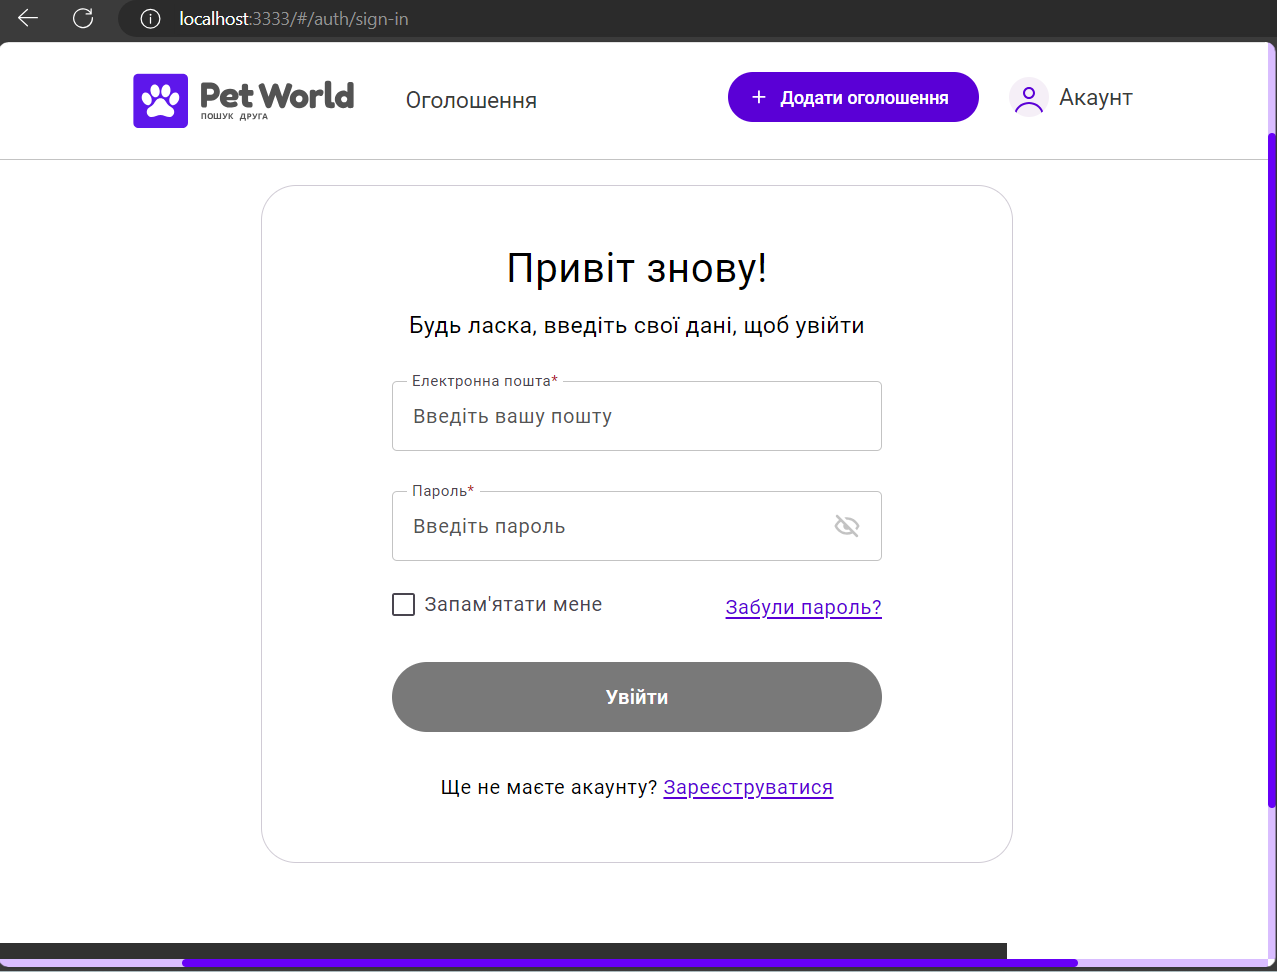 localhost:3333/#/auth/sign-in
Pet World
ПОШУК ДРУГА
Оголошення
+ Додати оголошення
Акаунт
Привіт знову!
Будь ласка, введіть свої дані, щоб увійти
Електронна пошта*
Введіть вашу пошту
Пароль*
Введіть пароль
Запам'ятати мене
Забули пароль?
Увійти
Ще не маєте акаунту? Зареєструватися